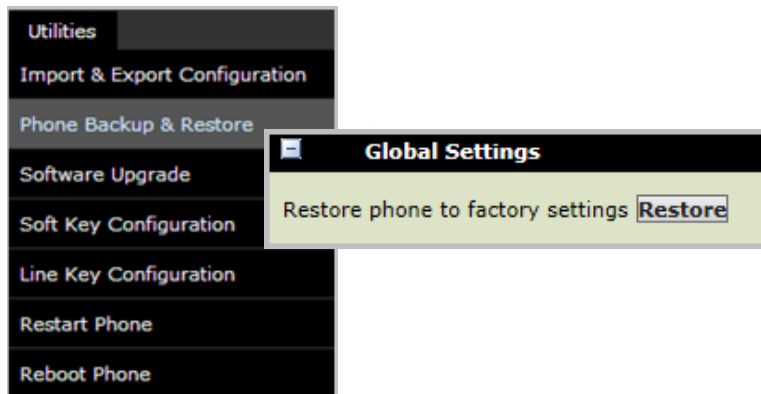 Utilities
Import & Export Configuration
Phone Backup & Restore
Software Upgrade
Soft Key Configuration
Line Key Configuration
Restart Phone
Reboot Phone
Global Settings
Restore phone to factory settings Restore